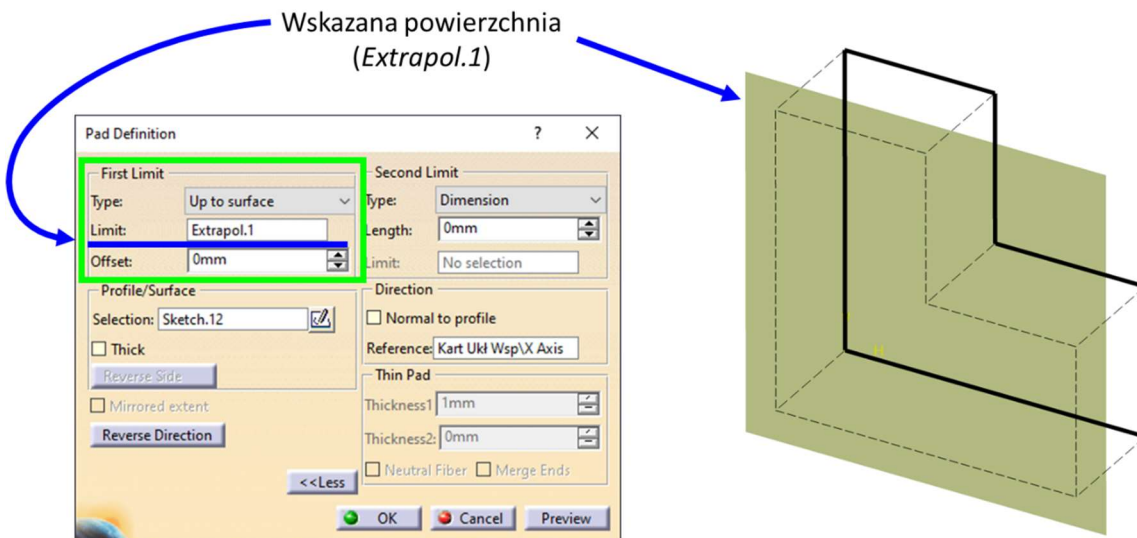 Wskazana powierzchnia
(Extrapol.1)
Pad Definition ? ×
First Limit
Type: Up to surface
Limit: Extrapol.1
Offset: 0mm
Second Limit
Type: Dimension
Length: 0mm
Limit: No selection
Profile/Surface
Selection: Sketch.12
Thick
Reverse Side
Mirrored extent
Reverse Direction
Direction
Normal to profile
Reference: Kart Ukł Wsp\X Axis
Thin Pad
Thickness1 1mm
Thickness2: 0mm
Neutral Fiber Merge Ends
<<Less
OK Cancel Preview
H